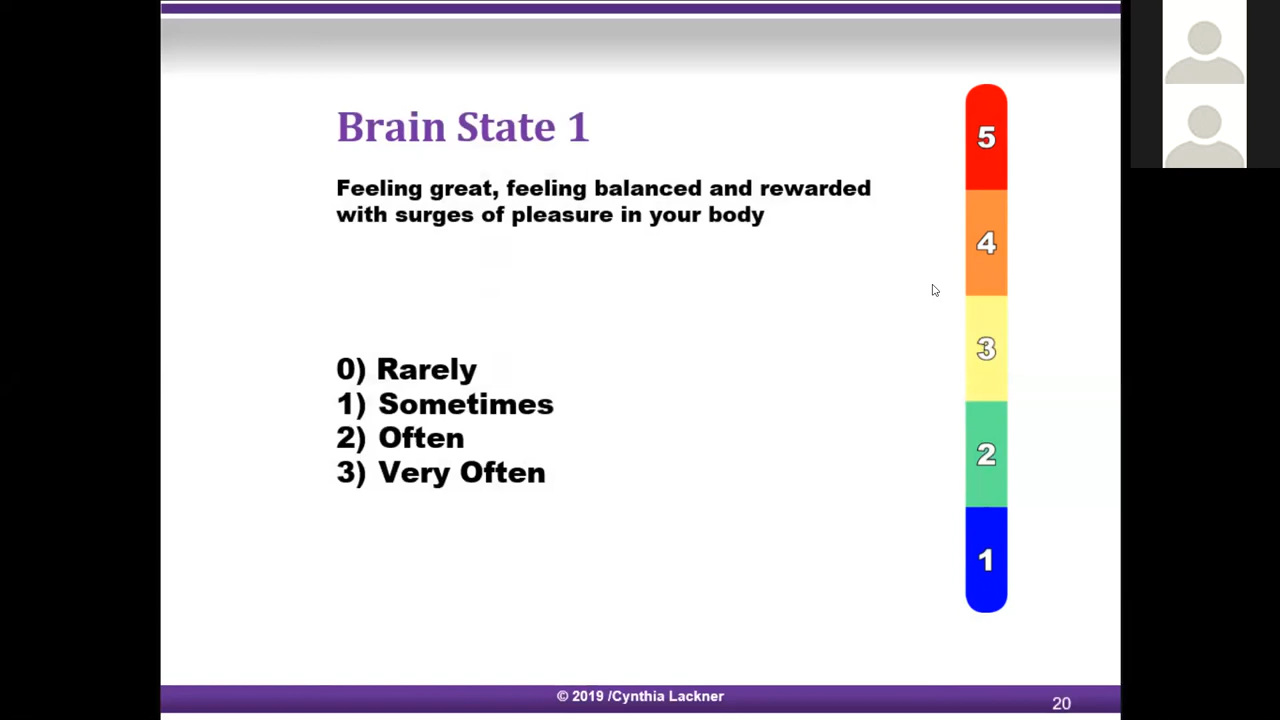 Brain State 1
Feeling great, feeling balanced and rewarded
with surges of pleasure in your body
0) Rarely
1) Sometimes
2) Often
3) Very Often
5
4
3
2
1
© 2019 /Cynthia Lackner
20